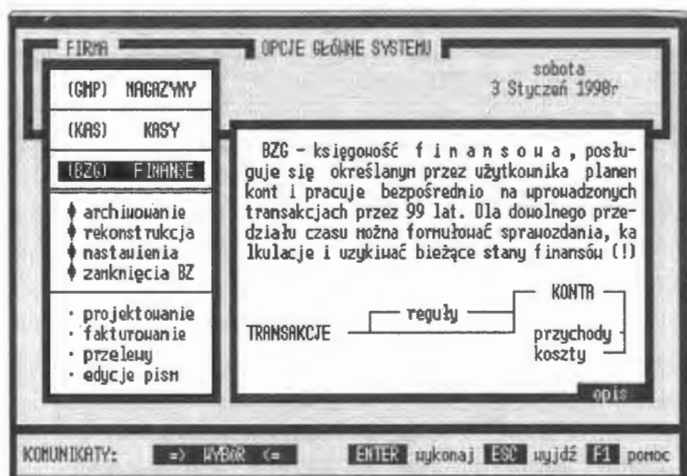 FIRMA
OPCJE GŁÓWNE SYSTEMU
sobota
3 Styczeń 1998r
(GMP) MAGAZYNY
(KAS) KASY
(BZG) FINANSE
archiwowanie
rekonstrukcja
nastawienia
zamknięcia BZ
· projektowanie
· fakturowanie
· przelewy
· edycje pism
BZG – księgowość f i n a n s o w a , posłu-
guje się określanym przez użytkownika planem
kont i pracuje bezpośrednio na wprowadzonych
transakcjach przez 99 lat. Dla dowolnego prze-
działu czasu można formułować sprawozdania, ka
lkulacje i uzykiwać bieżące stany finansów (!)
TRANSAKCJE
reguły
KONTA
przychody
koszty
opis
KOMUNIKATY: => WYBÓR <= ENTER wykonaj ESC wyjdź F1 pomoc